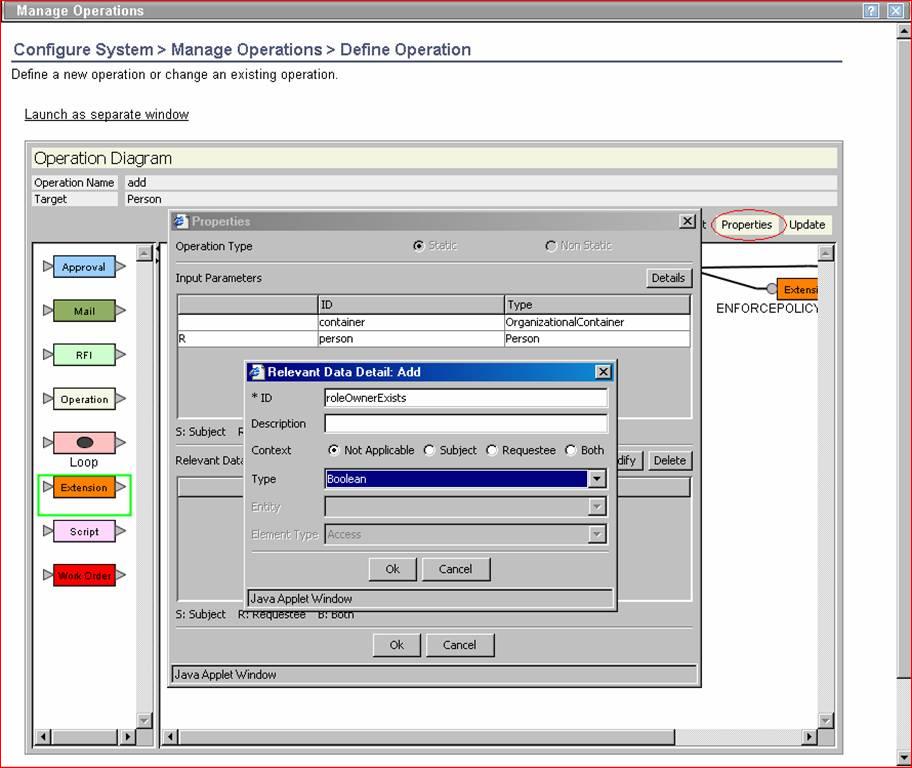 Manage Operations
Configure System > Manage Operations > Define Operation
Define a new operation or change an existing operation.
Launch as separate window
Operation Diagram
Operation Name add
Target Person
Properties Update
Properties
Operation Type Static Non Static
Input Parameters Details
ID Type
container OrganizationalContainer
R person Person
S: Subject
Relevant Data
Delete
S: Subject R: Requestee B: Both
Ok Cancel
Java Applet Window
Relevant Data Detail: Add
* ID roleOwnerExists
Description
Context Not Applicable Subject Requestee Both
Type Boolean
Entity
Element Type Access
Ok Cancel
Java Applet Window
Approval
Mail
RFI
Operation
Loop
Extension
Script
Work Order
Extensi
ENFORCEPOLICY